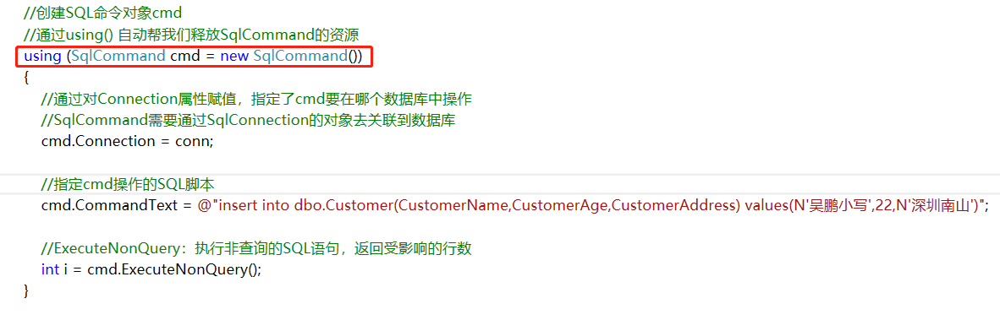 //创建SQL命令对象cmd
//通过using() 自动帮我们释放SqlCommand的资源
using (SqlCommand cmd = new SqlCommand())
{
//通过对Connection属性赋值，指定了cmd要在哪个数据库中操作
//SqlCommand需要通过SqlConnection的对象去关联到数据库
cmd.Connection = conn;
//指定cmd操作的SQL脚本
cmd.CommandText = @"insert into dbo.Customer(CustomerName,CustomerAge,CustomerAddress) values(N'吴鹏小写',22,N'深圳南山')";
//ExecuteNonQuery：执行非查询的SQL语句，返回受影响的行数
int i = cmd.ExecuteNonQuery();
}